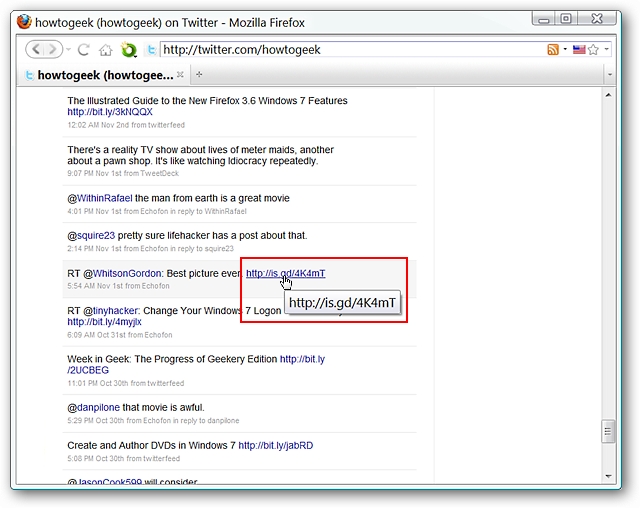 howtogeek (howtogeek) on Twitter - Mozilla Firefox
http://twitter.com/howtogeek
howtogeek (howtogee...
The Illustrated Guide to the New Firefox 3.6 Windows 7 Features
http://bit.ly/3kNQQX
12:02 AM Nov 2nd from twitterfeed
There's a reality TV show about lives of meter maids, another
about a pawn shop. It's like watching Idiocracy repeatedly.
9:07 PM Nov 1st from TweetDeck
@WithinRafael the man from earth is a great movie
4:01 PM Nov 1st from Echofon in reply to WithinRafael
@squire23 pretty sure lifehacker has a post about that.
2:14 PM Nov 1st from Echofon in reply to squire23
RT @WhitsonGordon: Best picture ever. http://is.gd/4K4mT
5:54 AM Nov 1st from Echofon
http://is.gd/4K4mT
RT @tinyhacker: Change Your Windows 7 Logon
http://bit.ly/4myjlx
6:09 AM Oct 31st from Echofon
Week in Geek: The Progress of Geekery Edition http://bit.ly
/2UCBEG
11:01 PM Oct 30th from twitterfeed
@danpilone that movie is awful.
5:29 PM Oct 30th from Echofon in reply to danpilone
Create and Author DVDs in Windows 7 http://bit.ly/jabRD
5:08 PM Oct 30th from twitterfeed
@JasonCook599 will consider